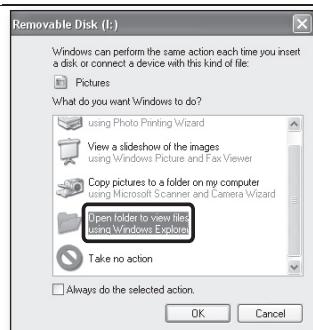 Removable Disk (I:)
Windows can perform the same action each time you insert
a disk or connect a device with this kind of file:
Pictures
What do you want Windows to do?
using Photo Printing Wizard
View a slideshow of the images
using Windows Picture and Fax Viewer
Copy pictures to a folder on my computer
using Microsoft Scanner and Camera Wizard
Open folder to view files
using Windows Explorer
Take no action
Always do the selected action.
OK
Cancel